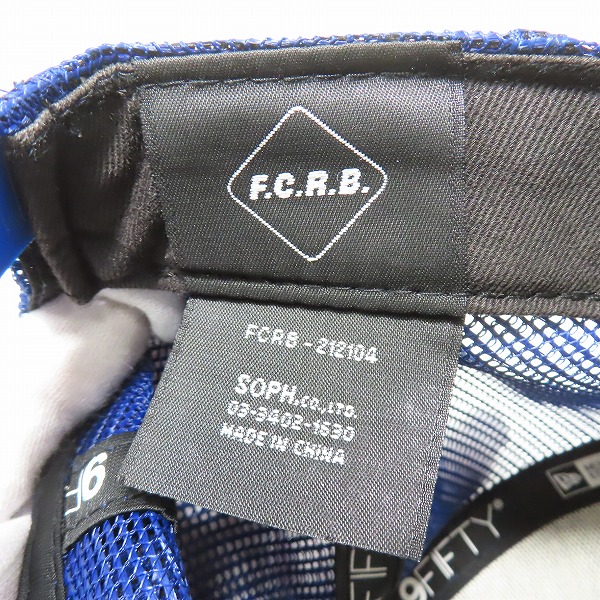 F.C.R.B.
FCRB - 212104
SOPH.CO.,LTD.
03-3402-1530
MADE IN CHINA
9FIFTY